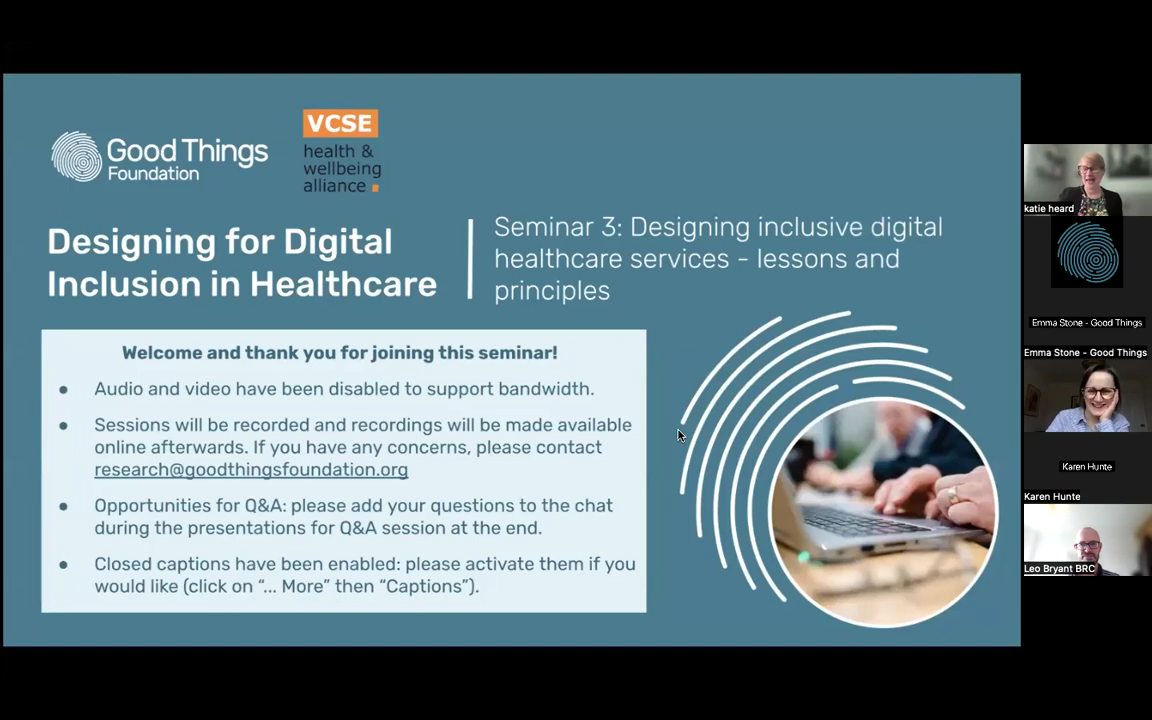 Good Things
Foundation
VCSE
health &
wellbeing
alliance
Designing for Digital
Inclusion in Healthcare
Seminar 3: Designing inclusive digital
healthcare services - lessons and
principles
Welcome and thank you for joining this seminar!
● Audio and video have been disabled to support bandwidth.
● Sessions will be recorded and recordings will be made available
online afterwards. If you have any concerns, please contact
research@goodthingsfoundation.org
● Opportunities for Q&A: please add your questions to the chat
during the presentations for Q&A session at the end.
● Closed captions have been enabled: please activate them if you
would like (click on “... More” then “Captions”).
katie heard
Emma Stone - Good Things
Emma Stone - Good Things
Karen Hunte
Karen Hunte
Leo Bryant BRC